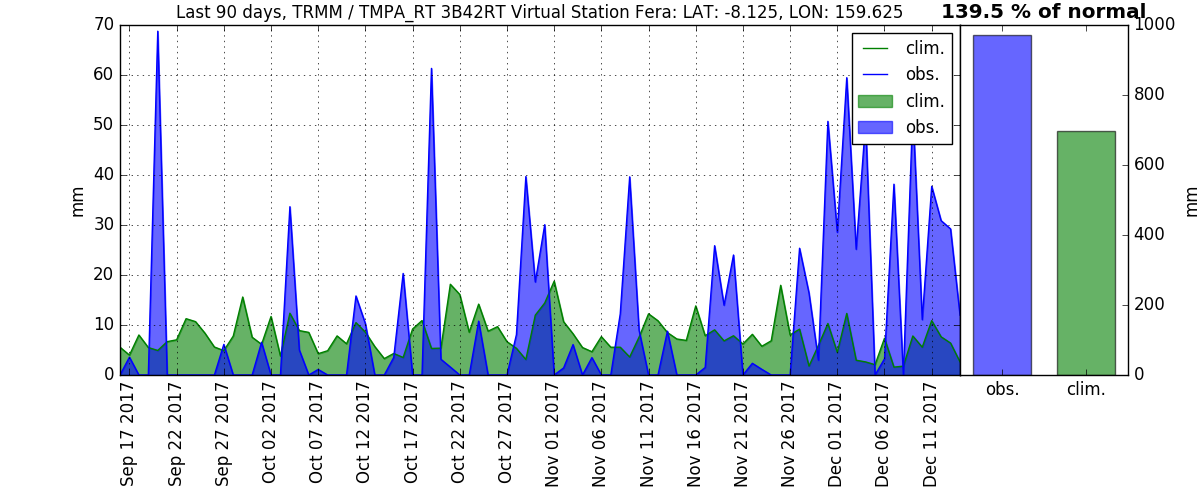 Last 90 days, TRMM / TMPA_RT 3B42RT Virtual Station Fera: LAT: -8.125, LON: 159.625
139.5 % of normal
70
60
50
40
30
20
10
0
mm
clim.
obs.
clim.
obs.
1000
800
600
400
200
0
mm
Sep 17 2017
Sep 22 2017
Sep 27 2017
Oct 02 2017
Oct 07 2017
Oct 12 2017
Oct 17 2017
Oct 22 2017
Oct 27 2017
Nov 01 2017
Nov 06 2017
Nov 11 2017
Nov 16 2017
Nov 21 2017
Nov 26 2017
Dec 01 2017
Dec 06 2017
Dec 11 2017
obs.
clim.